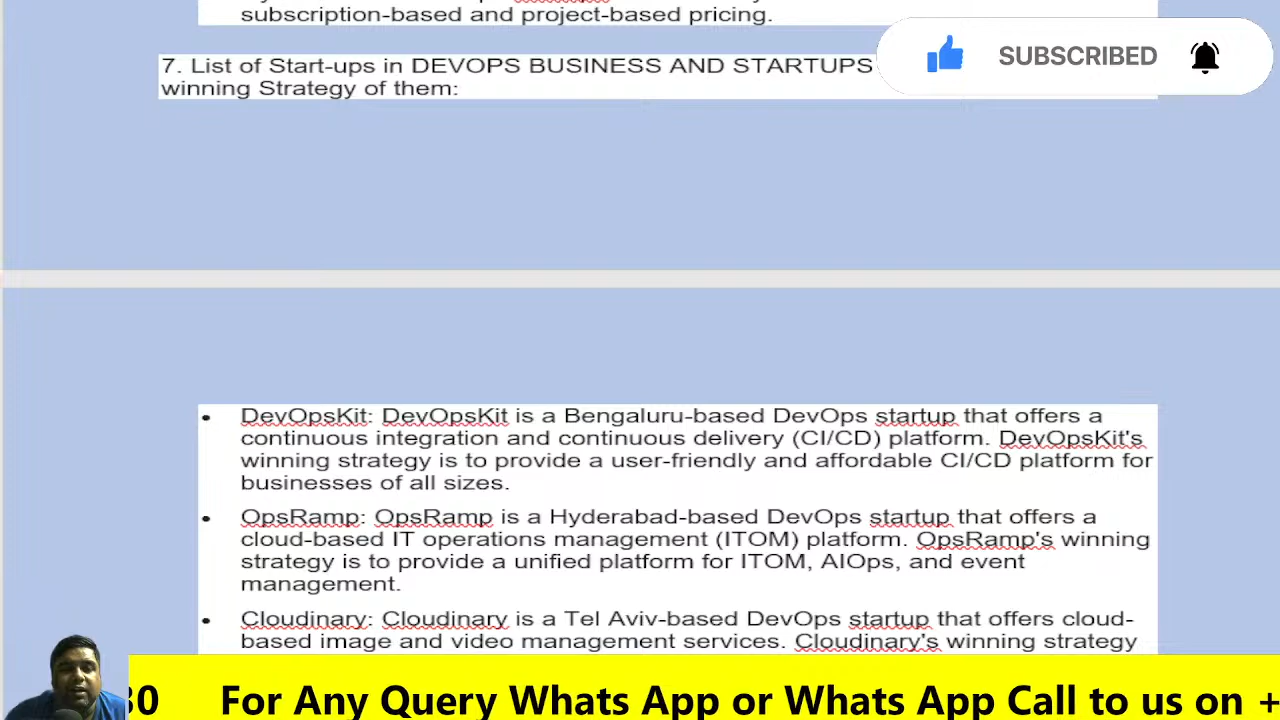 subscription-based and project-based pricing.
7. List of Start-ups in DEVOPS BUSINESS AND STARTUPS
winning Strategy of them:
SUBSCRIBED
• DevOpsKit: DevOpsKit is a Bengaluru-based DevOps startup that offers a
continuous integration and continuous delivery (CI/CD) platform. DevOpsKit's
winning strategy is to provide a user-friendly and affordable CI/CD platform for
businesses of all sizes.
• OpsRamp: OpsRamp is a Hyderabad-based DevOps startup that offers a
cloud-based IT operations management (ITOM) platform. OpsRamp's winning
strategy is to provide a unified platform for ITOM, AIOps, and event
management.
• Cloudinary: Cloudinary is a Tel Aviv-based DevOps startup that offers cloud-
based image and video management services. Cloudinary's winning strategy
30 For Any Query Whats App or Whats App Call to us on +